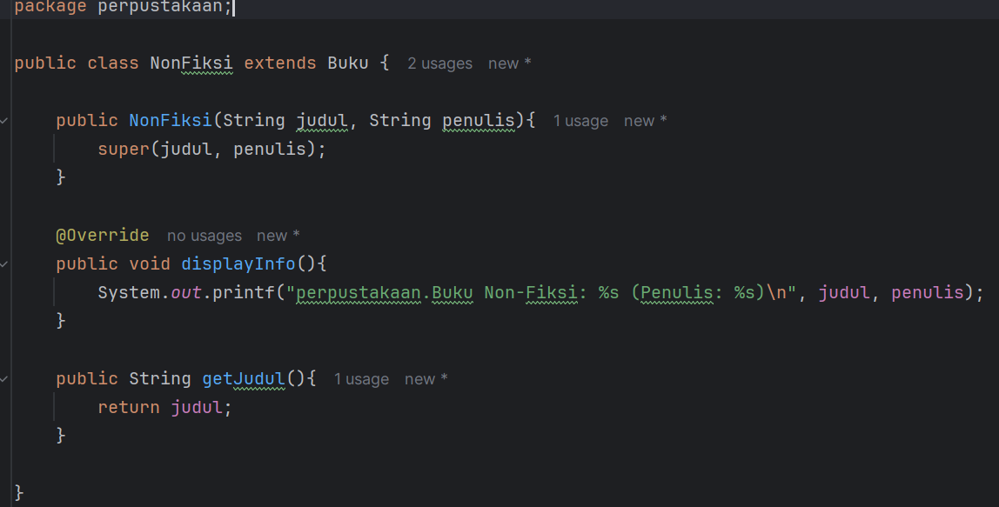 package perpustakaan;
public class NonFiksi extends Buku { 2 usages new *
public NonFiksi(String judul, String penulis){ 1 usage new *
super(judul, penulis);
}
@Override no usages new *
public void displayInfo(){
System.out.printf("perpustakaan.Buku Non-Fiksi: %s (Penulis: %s)\n", judul, penulis);
}
public String getJudul(){ 1 usage new *
return judul;
}
}